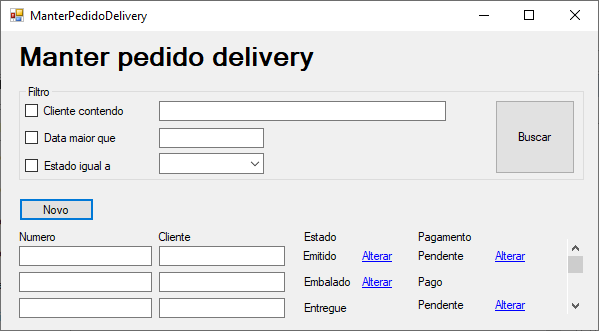 ManterPedidoDelivery
Manter pedido delivery
Filtro
Cliente contendo
Data maior que
Estado igual a
Buscar
Novo
Numero Cliente Estado Pagamento
Emitido Alterar Pendente Alterar
Embalado Alterar Pago
Entregue Pendente Alterar